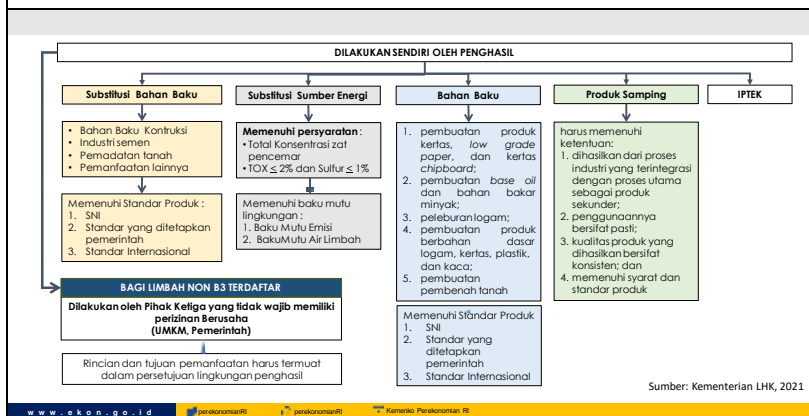 DILAKUKAN SENDIRI OLEH PENGHASIL
Substitusi Bahan Baku
• Bahan Baku Kontruksi
• Industri semen
• Pemadatan tanah
• Pemanfaatan lainnya
Memenuhi Standar Produk :
1. SNI
2. Standar yang ditetapkan
pemerintah
3. Standar Internasional
Substitusi Sumber Energi
Memenuhi persyaratan :
• Total Konsentrasi zat
pencemar
• TOX ≤ 2% dan Sulfur ≤ 1%
Memenuhi baku mutu
lingkungan :
1. Baku Mutu Emisi
2. BakuMutu Air Limbah
Bahan Baku
1. pembuatan produk
kertas, low grade
paper, dan kertas
chipboard;
2. pembuatan base oil
dan bahan bakar
minyak;
3. peleburan logam;
4. pembuatan produk
berbahan dasar
logam, kertas, plastik,
dan kaca;
5. pembuatan
pembenah tanah
Memenuhi Standar Produk
1. SNI
2. Standar yang
ditetapkan
pemerintah
3. Standar Internasional
Produk Samping
harus memenuhi
ketentuan:
1. dihasilkan dari proses
industri yang terintegrasi
dengan proses utama
sebagai produk
sekunder;
2. penggunaannya
bersifat pasti;
3. kualitas produk yang
dihasilkan bersifat
konsisten; dan
4. memenuhi syarat dan
standar produk
IPTEK
BAGI LIMBAH NON B3 TERDAFTAR
Dilakukan oleh Pihak Ketiga yang tidak wajib memiliki
perizinan Berusaha
(UMKM, Pemerintah)
Rincian dan tujuan pemanfaatan harus termuat
dalam persetujuan lingkungan penghasil
Sumber: Kementerian LHK, 2021
www.ekon.go.id
perekonomianRI
perekonomianRI
Kemenko Perekonomian RI